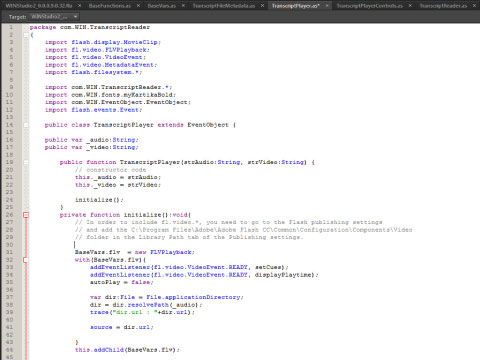 WINStudio2_6.0.0.9.0.32.fla × BaseFunctions.as × BaseVars.as × TranscriptFileMetadata.as × TranscriptPlayer.as* × TranscriptPlayerControls.as × TranscriptReader.as
Target: WINStudio2_...
1 package com.WIN.TranscriptReader
2 {
3 import flash.display.MovieClip;
4 import fl.video.FLVPlayback;
5 import fl.video.VideoEvent;
6 import fl.video.MetadataEvent;
7 import flash.filesystem.*;
8
9 import com.WIN.TranscriptReader.*;
10 import com.WIN.fonts.myKartikaBold;
11 import com.WIN.EventObject.EventObject;
12 import flash.events.Event;
13
14 public class TranscriptPlayer extends EventObject {
15
16 public var _audio:String;
17 public var _video:String;
18
19 public function TranscriptPlayer(strAudio:String, strVideo:String) {
20 // constructor code
21 this._audio = strAudio;
22 this._video = strVideo;
23
24 initialize();
25 }
26 private function initialize():void{
27 // In order to include fl.video.*, you need to go to the Flash publishing settings
28 // and add the C:\Program Files\Adobe\Adobe Flash CC\Common\Configuration\Components\Video
29 // folder in the Library Path tab of the Publishing settings.
30
31 BaseVars.flv = new FLVPlayback;
32 with(BaseVars.flv){
33 addEventListener(fl.video.VideoEvent.READY, setCues);
34 addEventListener(fl.video.VideoEvent.READY, displayPlaytime);
35 autoPlay = false;
36
37 var dir:File = File.applicationDirectory;
38 dir = dir.resolvePath(_audio);
39 trace("dir.url : "+dir.url);
40
41 source = dir.url;
42
43 }
44 this.addChild(BaseVars.flv);